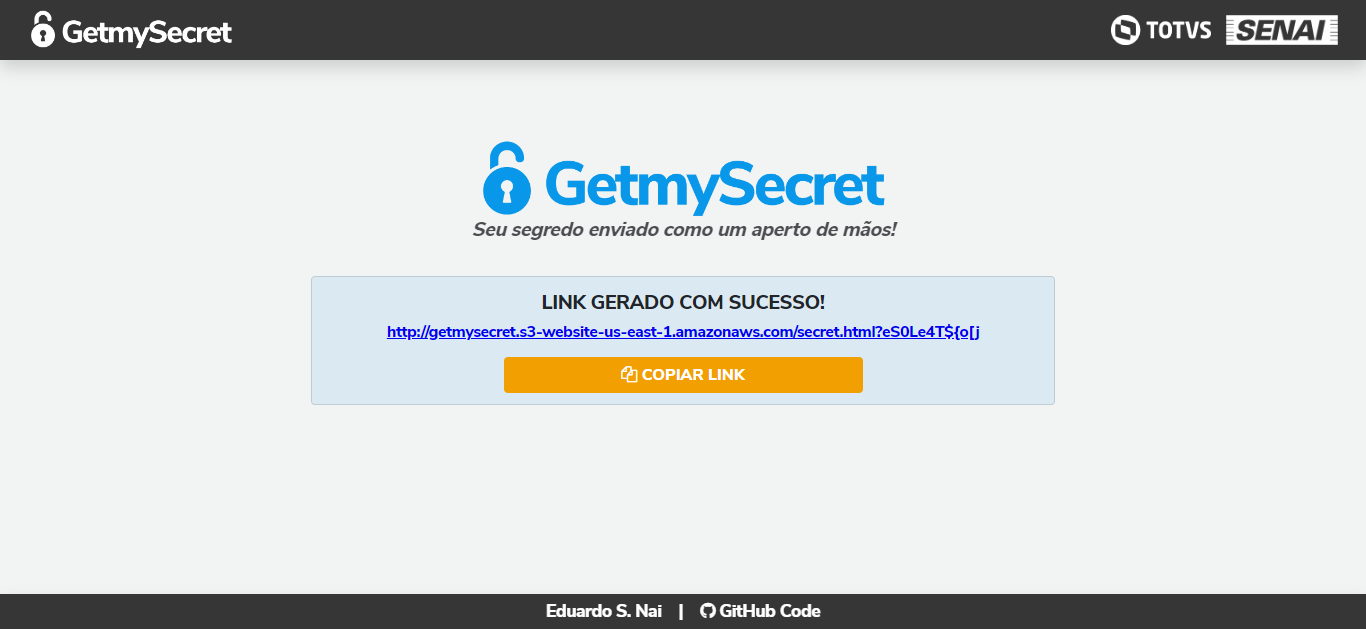 GetmySecret
TOTVS SENAI
GetmySecret
Seu segredo enviado como um aperto de mãos!
LINK GERADO COM SUCESSO!
http://getmysecret.s3-website-us-east-1.amazonaws.com/secret.html?eS0Le4T${o[j
COPIAR LINK
Eduardo S. Nai | GitHub Code